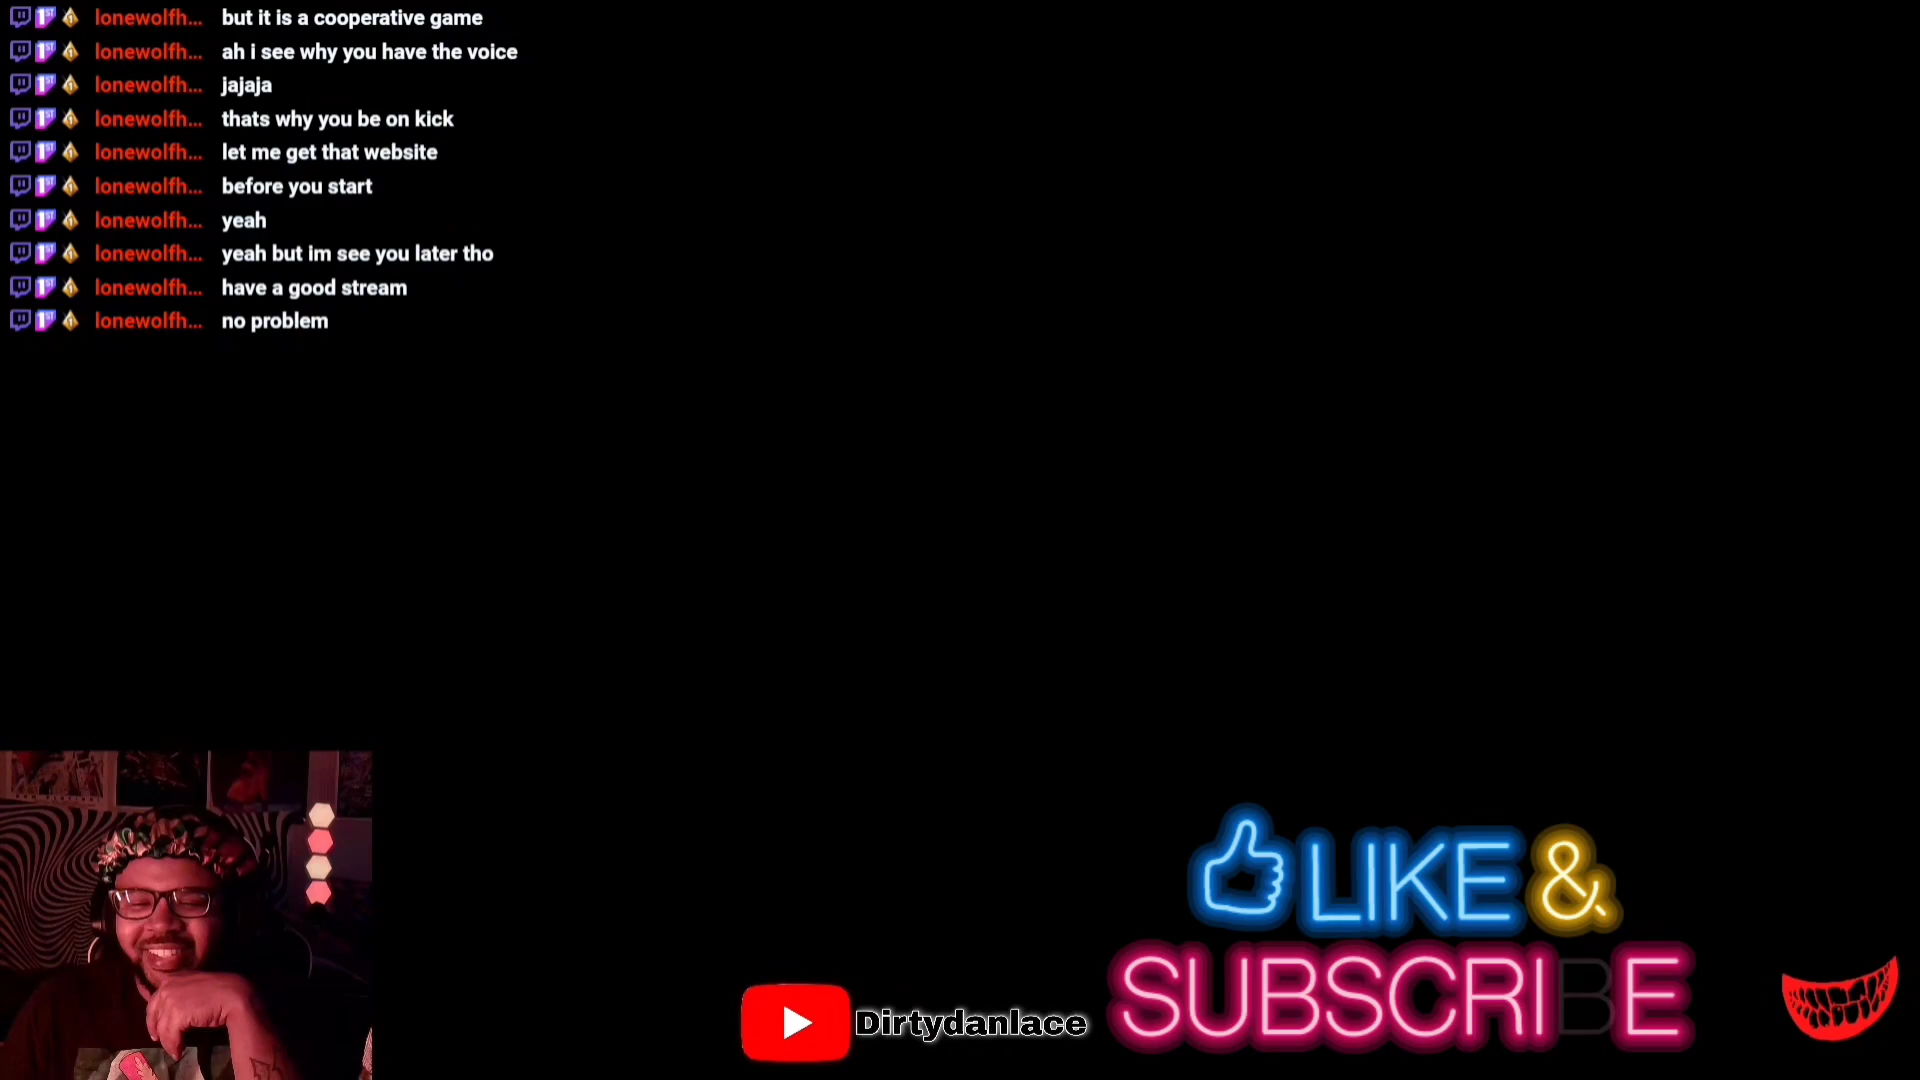 lonewolfh... but it is a cooperative game
lonewolfh... ah i see why you have the voice
lonewolfh... jajaja
lonewolfh... thats why you be on kick
lonewolfh... let me get that website
lonewolfh... before you start
lonewolfh... yeah
lonewolfh... yeah but im see you later tho
lonewolfh... have a good stream
lonewolfh... no problem
LIKE &
SUBSCRIBE
Dirtydanlace